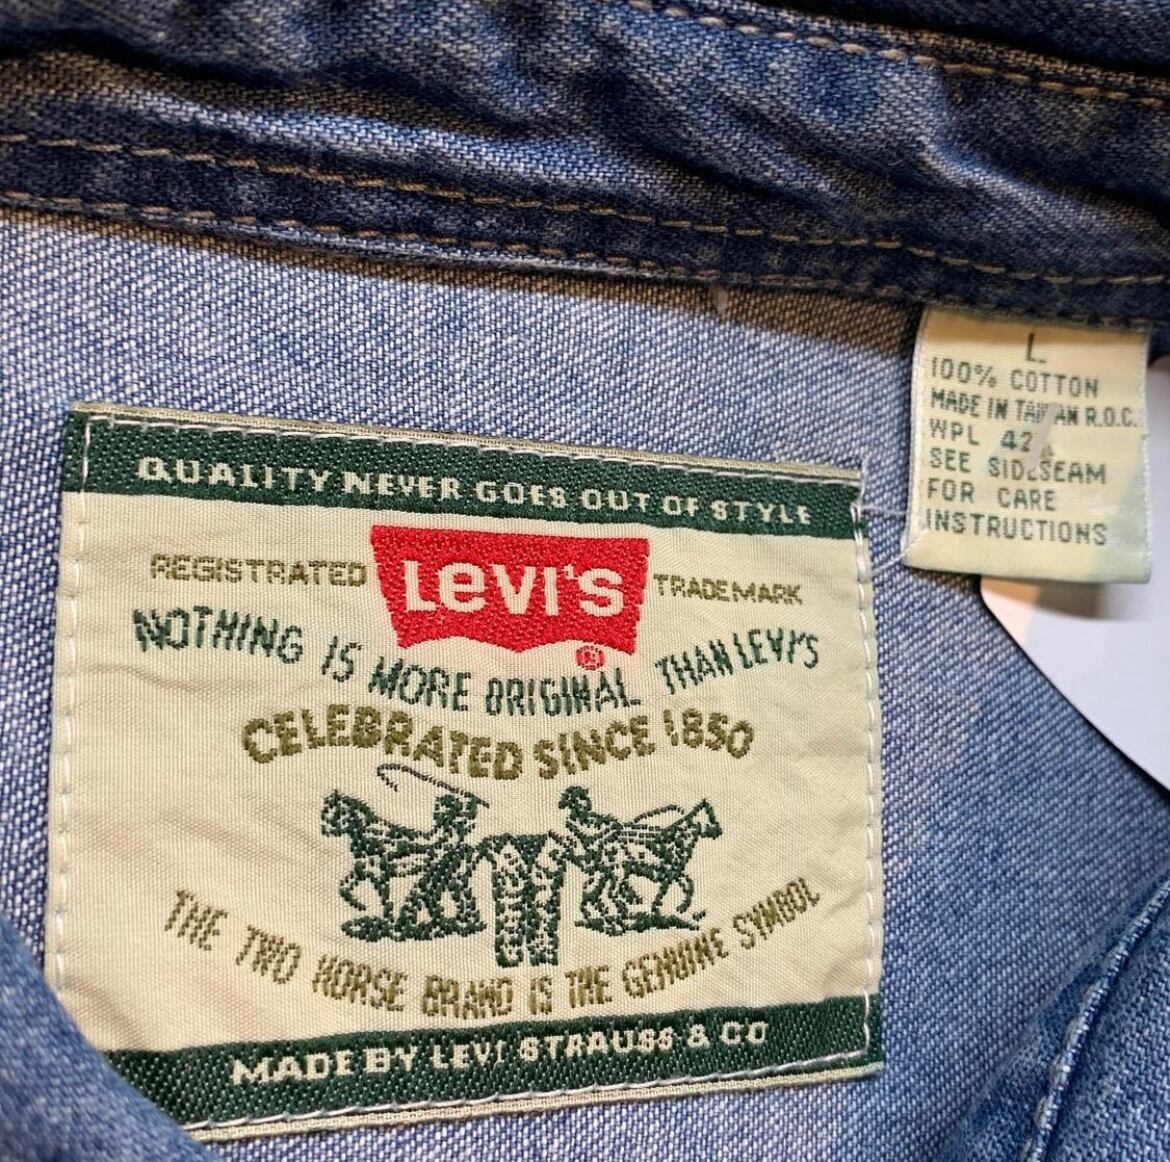 QUALITY NEVER GOES OUT OF STYLE
REGISTRATED LEVI'S TRADEMARK
®
NOTHING IS MORE ORIGINAL THAN LEVI'S
CELEBRATED SINCE 1850
THE TWO HORSE BRAND IS THE GENUINE SYMBOL
MADE BY LEVI STRAUSS & CO
L
100% COTTON
MADE IN TAIWAN R.O.C.
WPL
SEE SIDESEAM
FOR CARE
INSTRUCTIONS